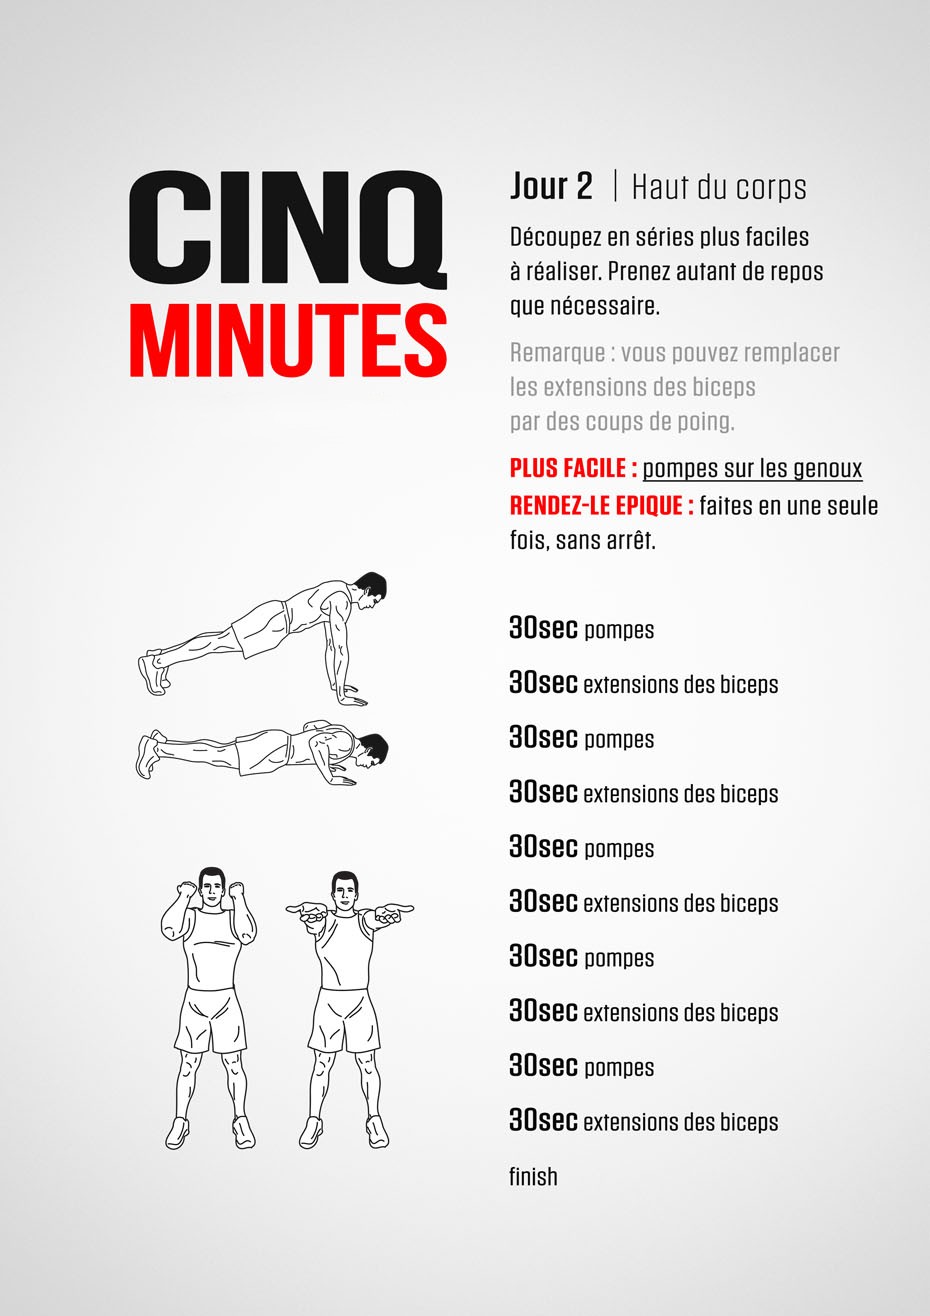 CINQ
MINUTES
Jour 2 | Haut du corps
Découpez en séries plus faciles
à réaliser. Prenez autant de repos
que nécessaire.
Remarque : vous pouvez remplacer
les extensions des biceps
par des coups de poing.
PLUS FACILE : pompes sur les genoux
RENDEZ-LE EPIQUE : faites en une seule
fois, sans arrêt.
30sec pompes
30sec extensions des biceps
30sec pompes
30sec extensions des biceps
30sec pompes
30sec extensions des biceps
30sec pompes
30sec extensions des biceps
30sec pompes
30sec extensions des biceps
finish